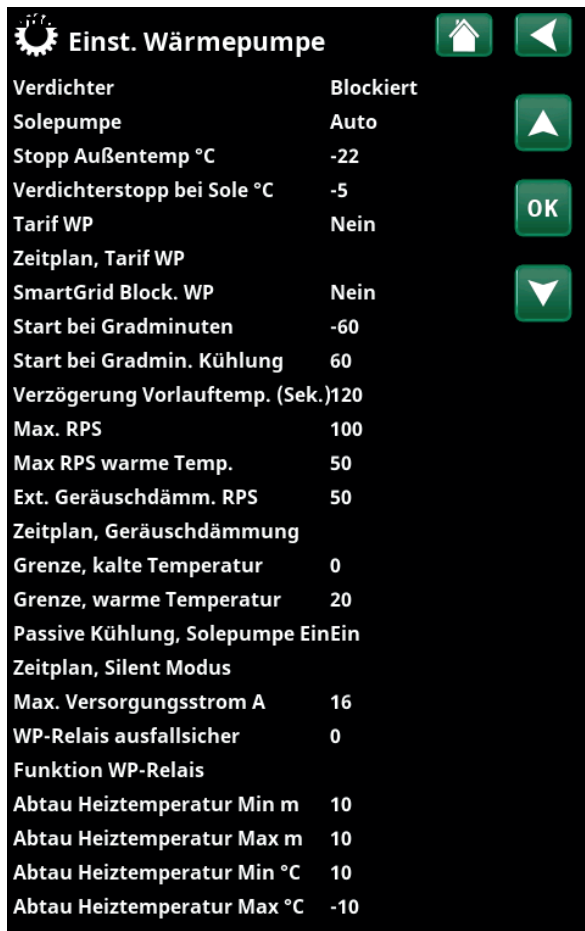 Einst. Wärmepumpe
Verdichter Blockiert
Solepumpe Auto
OK
Stopp Außentemp °C -22
Verdichterstopp bei Sole °C -5
Tarif WP Nein
Zeitplan, Tarif WP
SmartGrid Block. WP Nein
Start bei Gradminuten -60
Start bei Gradmin. Kühlung 60
Verzögerung Vorlauftemp. (Sek.)120
Max. RPS 100
Max RPS warme Temp. 50
Ext. Geräuschdämm. RPS 50
Zeitplan, Geräuschdämmung
Grenze, kalte Temperatur 0
Grenze, warme Temperatur 20
Passive Kühlung, Solepumpe EinEin
Zeitplan, Silent Modus
Max. Versorgungsstrom A 16
WP-Relais ausfallsicher 0
Funktion WP-Relais
Abtau Heiztemperatur Min m 10
Abtau Heiztemperatur Max m 10
Abtau Heiztemperatur Min °C 10
Abtau Heiztemperatur Max °C -10